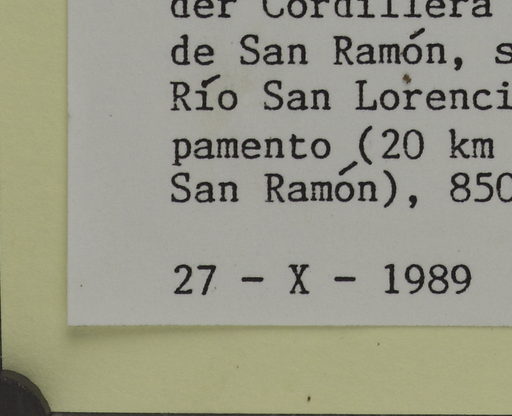 der Cordillera
de San Ramón, s
Río San Lorenci
pamento (20 km
San Ramón), 850
27 - X - 1989